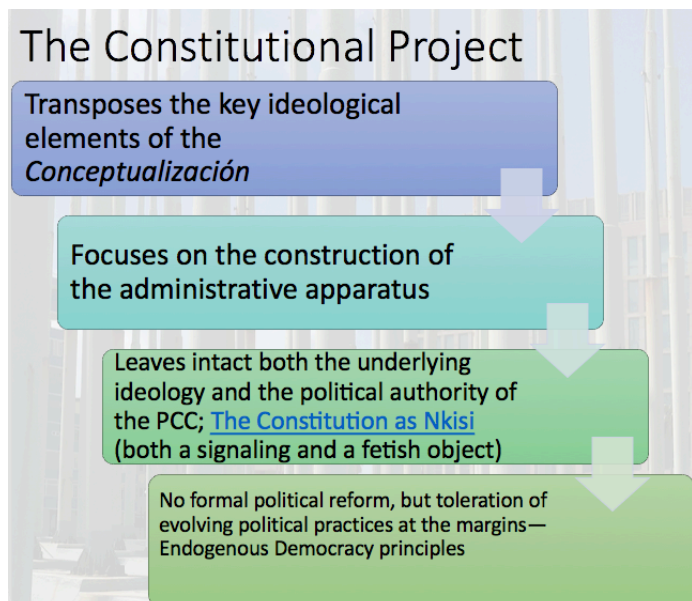 The Constitutional Project
Transposes the key ideological
elements of the
Conceptualización
Focuses on the construction of
the administrative apparatus
Leaves intact both the underlying
ideology and the political authority of
the PCC; The Constitution as Nkisi
(both a signaling and a fetish object)
No formal political reform, but toleration of
evolving political practices at the margins—
Endogenous Democracy principles